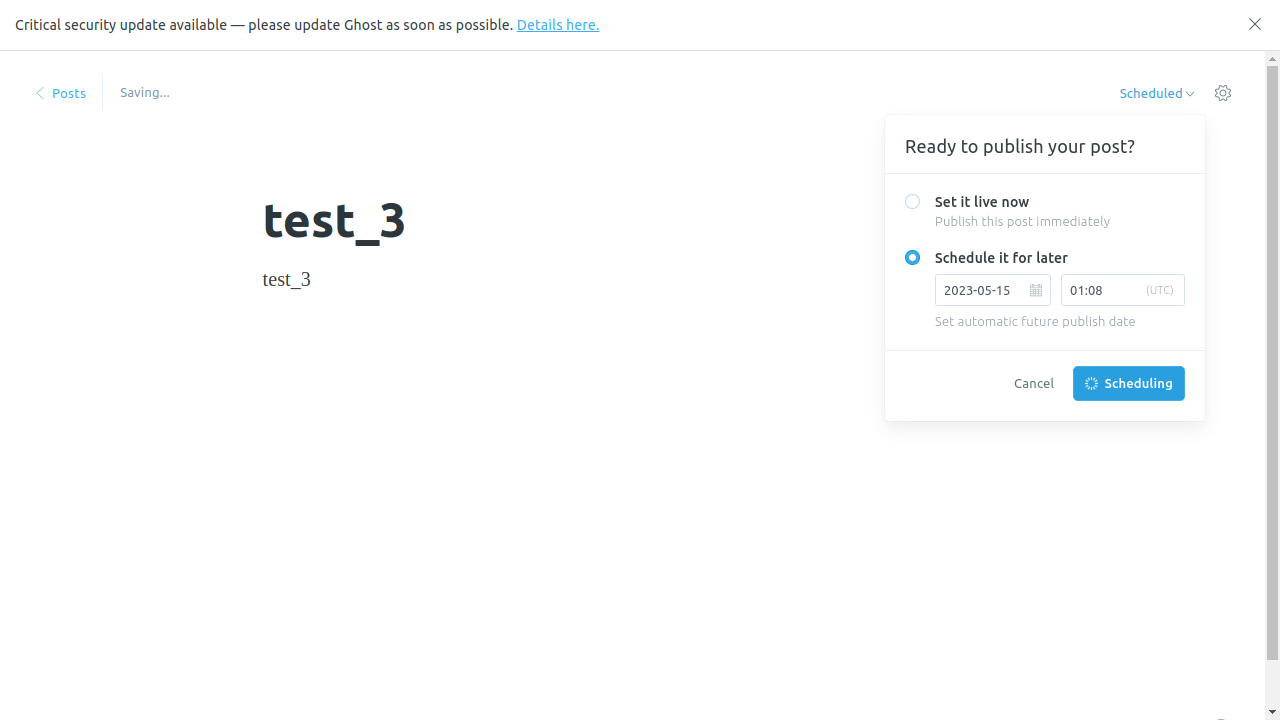 Critical security update available — please update Ghost as soon as possible. Details here.
Posts
Saving...
Scheduled
Ready to publish your post?
test_3
test_3
Set it live now
Publish this post immediately
Schedule it for later
2023-05-15
01:08
(UTC)
Set automatic future publish date
Cancel
Scheduling